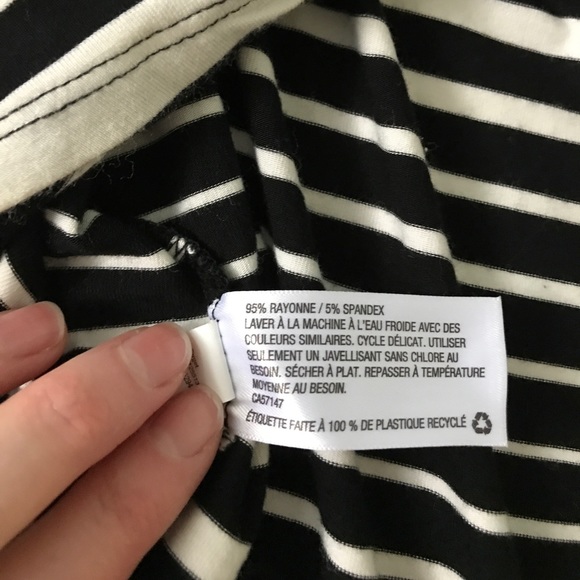 95% RAYONNE / 5% SPANDEX
LAVER À LA MACHINE À L'EAU FROIDE AVEC DES
COULEURS SIMILAIRES. CYCLE DÉLICAT. UTILISER
SEULEMENT UN JAVELLISANT SANS CHLORE AU
BESOIN. SÉCHER À PLAT. REPASSER À TEMPÉRATURE
MOYENNE AU BESOIN.
CA57147
ÉTIQUETTE FAITE À 100 % DE PLASTIQUE RECYCLÉ